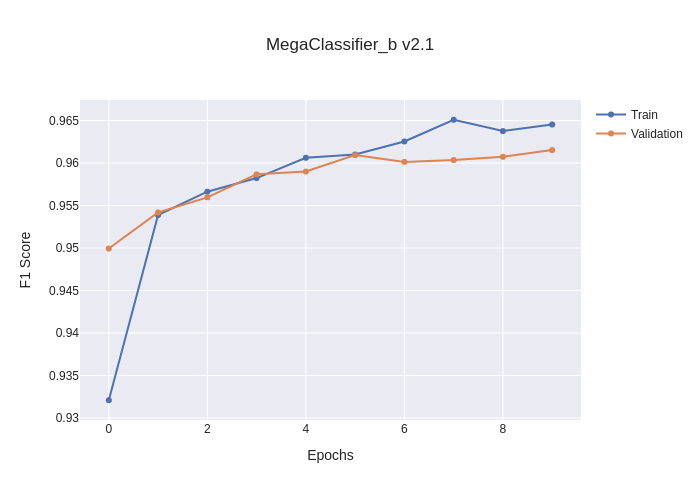 MegaClassifier_b v2.1
Train
Validation
F1 Score
0.965
0.96
0.955
0.95
0.945
0.94
0.935
0.93
0 2 4 6 8
Epochs